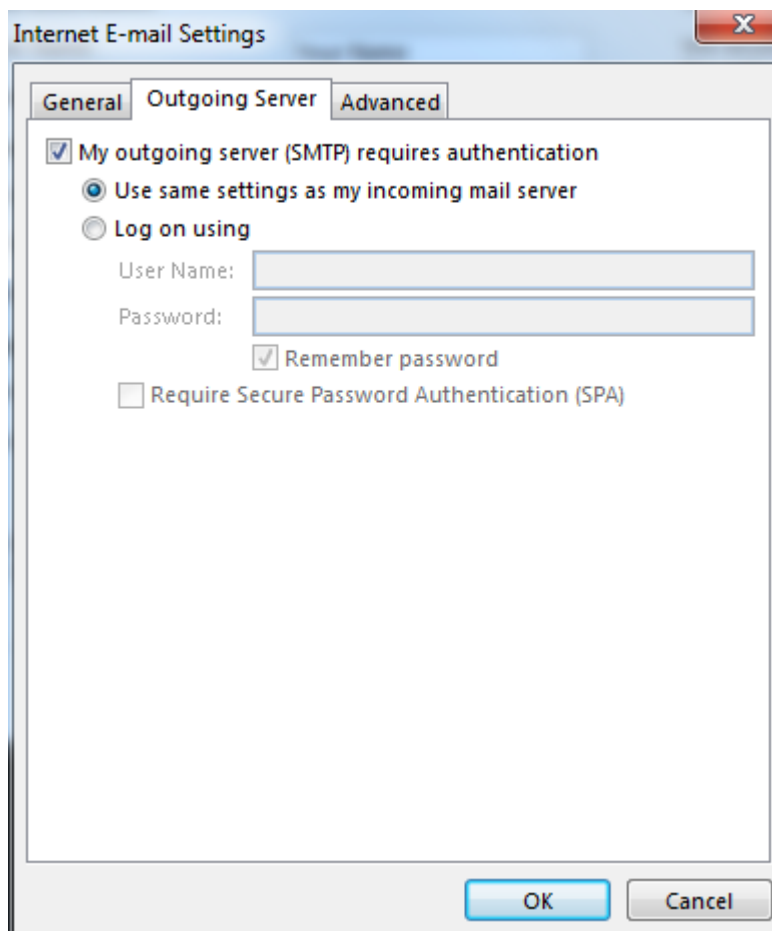 Internet E-mail Settings
General Outgoing Server Advanced
My outgoing server (SMTP) requires authentication
Use same settings as my incoming mail server
Log on using
User Name:
Password:
Remember password
Require Secure Password Authentication (SPA)
OK Cancel